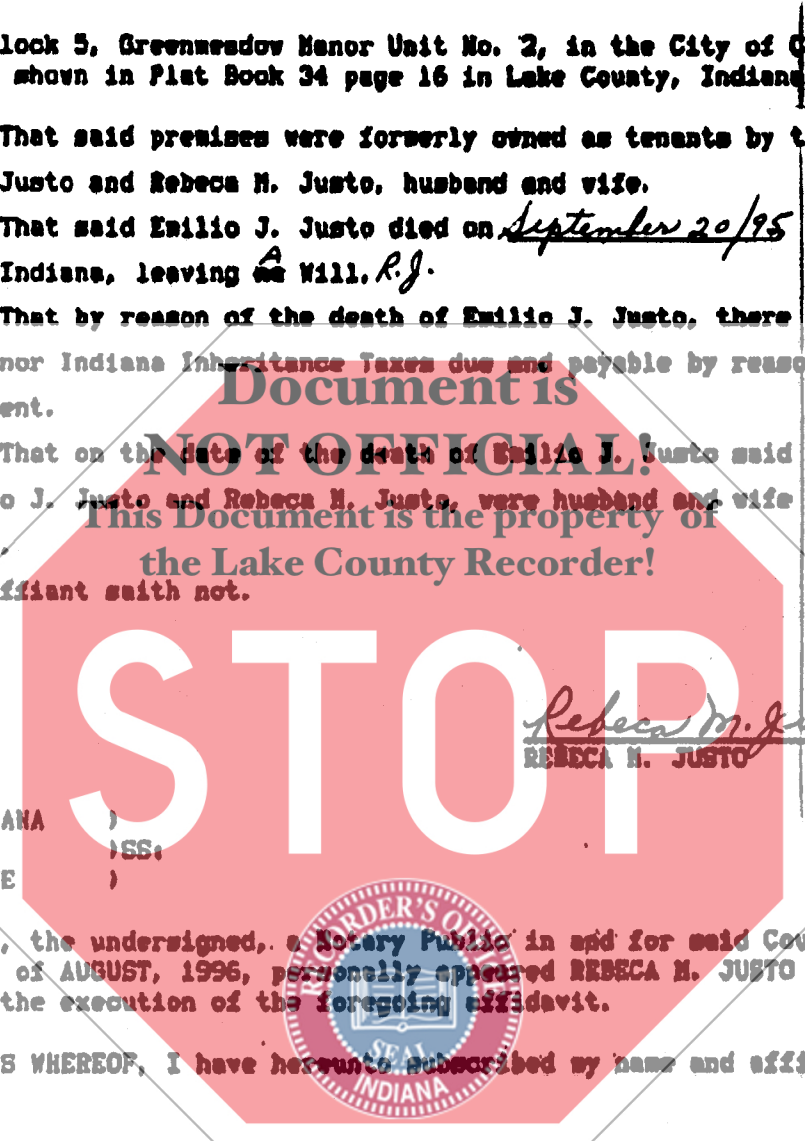 lock 5, Greenmeadow Manor Unit No. 2, in the City of
shown in Plat Book 34 page 16 in Lake County, Indiana
That said premises were formerly owned as tenants by t
Justo and Rebeca M. Justo, husband and wife.
That said Emilio J. Justo died on September 20/95
Indiana, leaving A Will. R.J.
That by reason of the death of Emilio J. Justo, there
nor Indiana Inheritance Taxes due and payable by reaso
Document is
ent.
That on the date of the death of Emilio J. Justo said
NOT OFFICIAL!
o J. Justo and Rebeca M. Justo, were husband and wife
This Document is the property of
.
the Lake County Recorder!
ffiant saith not.
STOP
Rebeca M. J
REBECA M. JUSTO
ANA )
)SS:
E )
RECORDER'S OFFICE
, the undersigned, a Notary Public in and for said Cou
of AUGUST, 1996, personally appeared REBECA M. JUSTO
the execution of the foregoing affidavit.
SEAL
S WHEREOF, I have hereunto subscribed my name and affi
INDIANA